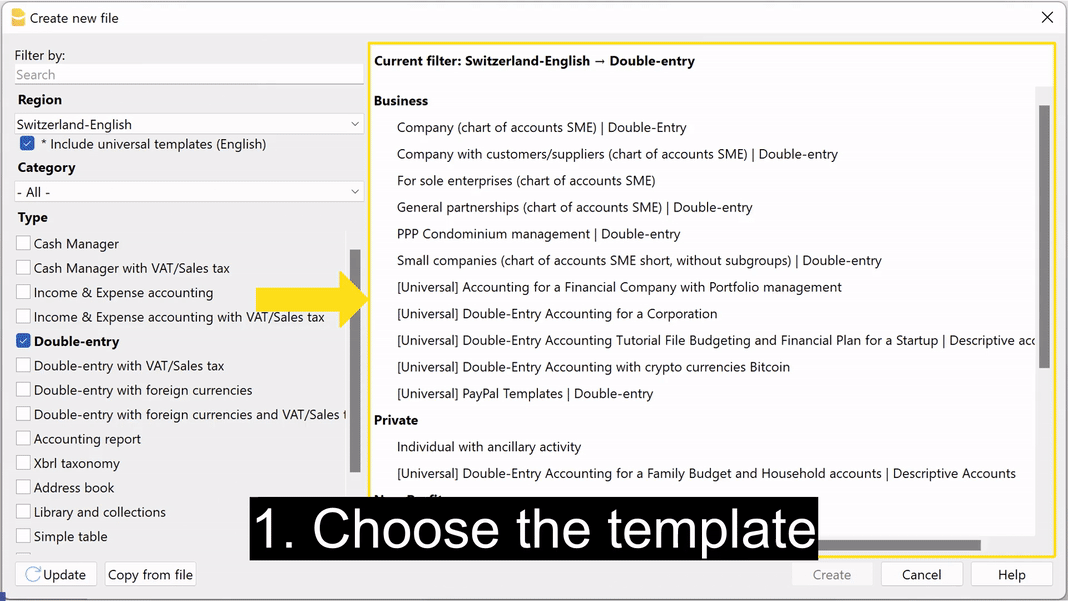 Create new file
Filter by:
Search
Region
Switzerland-English
* Include universal templates (English)
Category
- All -
Type
Cash Manager
Cash Manager with VAT/Sales tax
Income & Expense accounting
Income & Expense accounting with VAT/Sales tax
Double-entry
Double-entry with VAT/Sales tax
Double-entry with foreign currencies
Double-entry with foreign currencies and VAT/Sales t
Accounting report
Xbrl taxonomy
Address book
Library and collections
Simple table
Update
Copy from file
Current filter: Switzerland-English → Double-entry
Business
Company (chart of accounts SME) | Double-Entry
Company with customers/suppliers (chart of accounts SME) | Double-entry
For sole enterprises (chart of accounts SME)
General partnerships (chart of accounts SME) | Double-entry
PPP Condominium management | Double-entry
Small companies (chart of accounts SME short, without subgroups) | Double-entry
[Universal] Accounting for a Financial Company with Portfolio management
[Universal] Double-Entry Accounting for a Corporation
[Universal] Double-Entry Accounting Tutorial File Budgeting and Financial Plan for a Startup | Descriptive acc
[Universal] Double-Entry Accounting with crypto currencies Bitcoin
[Universal] PayPal Templates | Double-entry
Private
Individual with ancillary activity
[Universal] Double-Entry Accounting for a Family Budget and Household accounts | Descriptive Accounts
1. Choose the template
Create
Cancel
Help